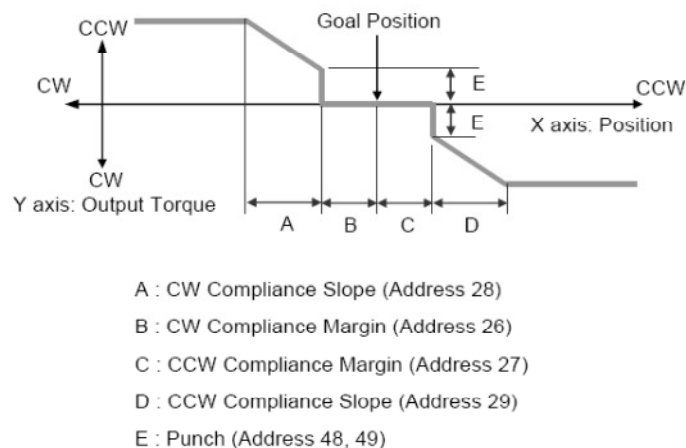 CCW
Goal Position
E
CW
CCW
E
X axis: Position
CW
Y axis: Output Torque
A
B
C
D
A : CW Compliance Slope (Address 28)
B : CW Compliance Margin (Address 26)
C : CCW Compliance Margin (Address 27)
D : CCW Compliance Slope (Address 29)
E : Punch (Address 48, 49)